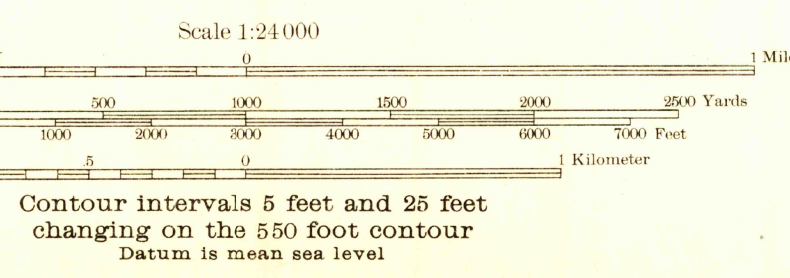 Scale 1:24000
0 1 Mile
500 1000 1500 2000 2500 Yards
1000 2000 3000 4000 5000 6000 7000 Feet
.5 0 1 Kilometer
Contour intervals 5 feet and 25 feet
changing on the 550 foot contour
Datum is mean sea level